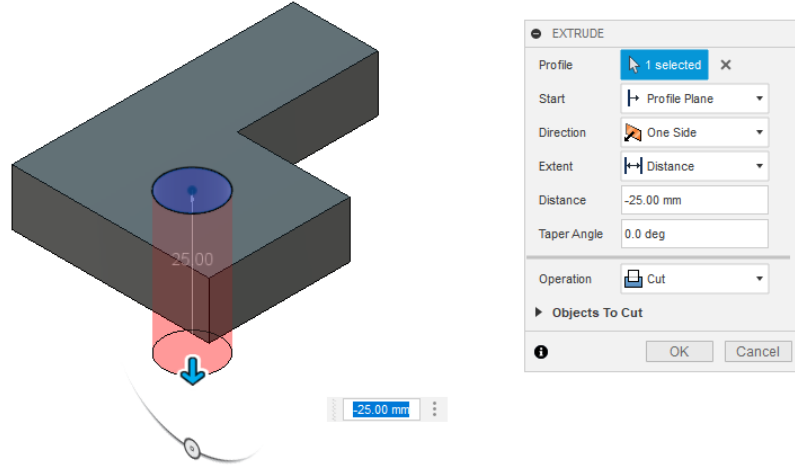 EXTRUDE
Profile 1 selected
Start Profile Plane
Direction One Side
Extent Distance
Distance -25.00 mm
Taper Angle 0.0 deg
Operation Cut
Objects To Cut
OK Cancel
25.00
-25.00 mm